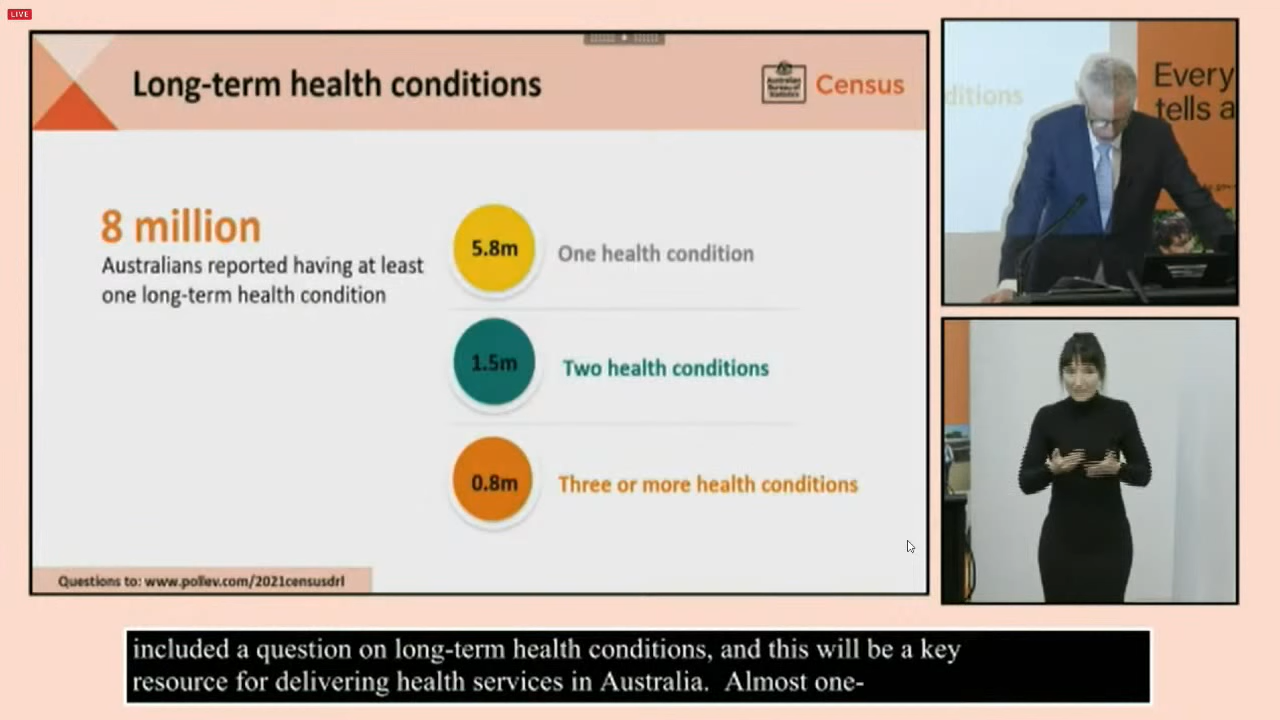 LIVE
Long-term health conditions
Australian
Bureau of
Statistics
Census
8 million
Australians reported having at least
one long-term health condition
5.8m
One health condition
1.5m
Two health conditions
0.8m
Three or more health conditions
Questions to: www.pollev.com/2021censusdrl
ditions
Every
tells a
included a question on long-term health conditions, and this will be a key
resource for delivering health services in Australia. Almost one-